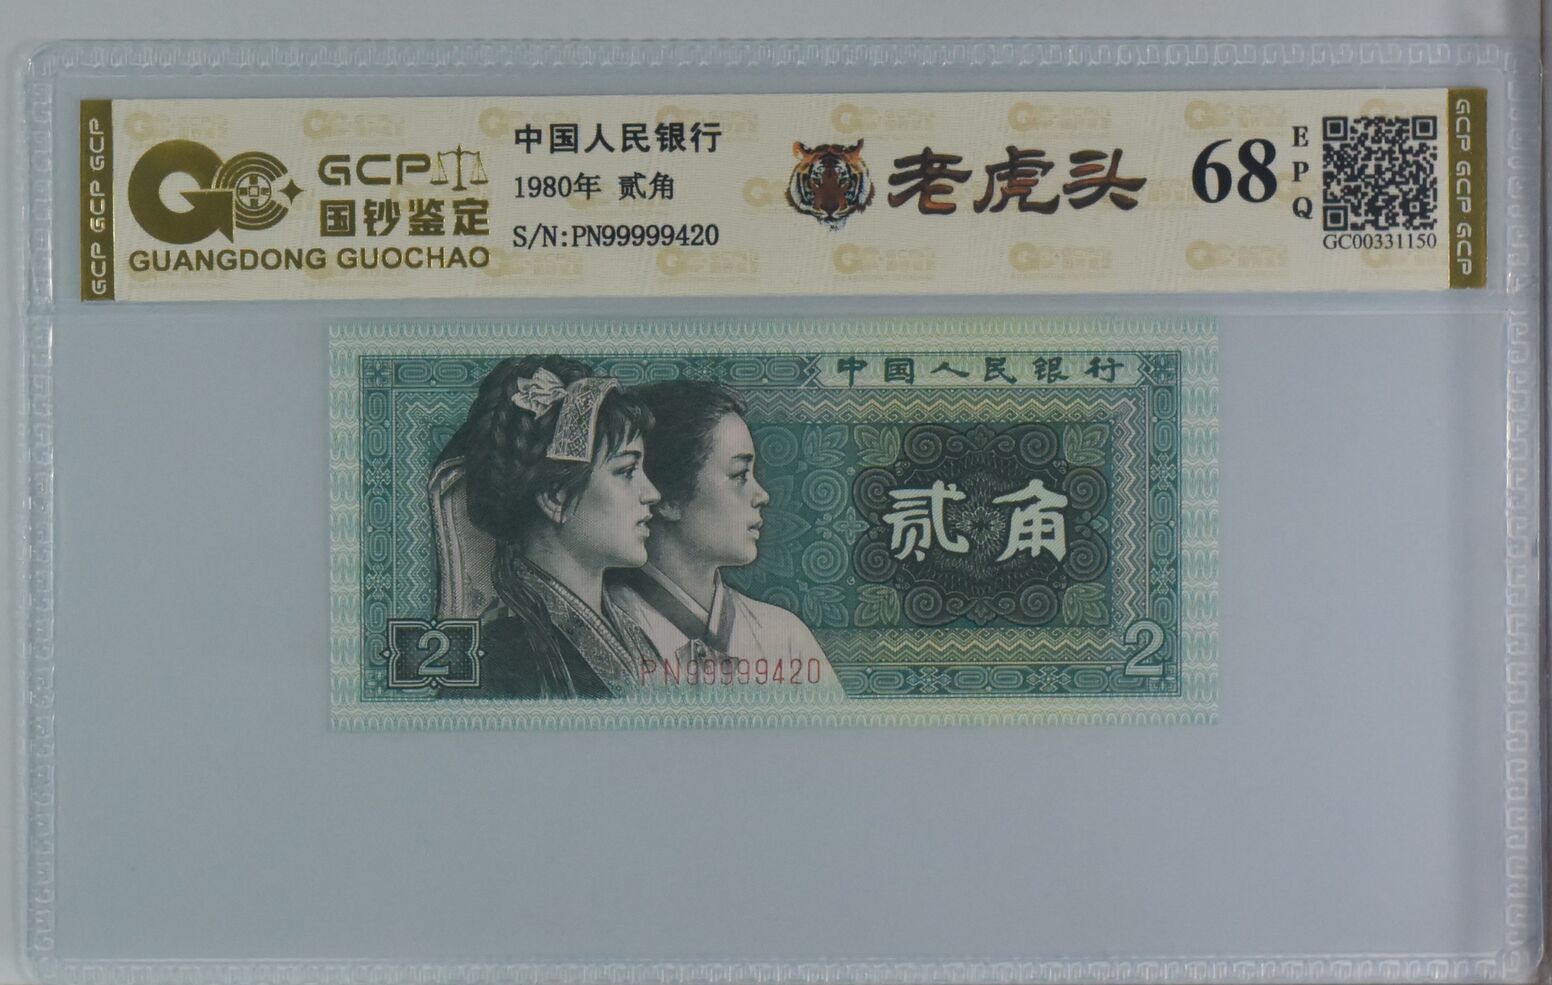 GCP GCP GCP
GCP
国钞鉴定
GUANGDONG GUOCHAO
中国人民银行
1980年 贰角
S/N:PN99999420
老虎头
68
EPQ
GC00331150
GCP GCP GCP
中国人民银行
贰角
2
PN99999420
2